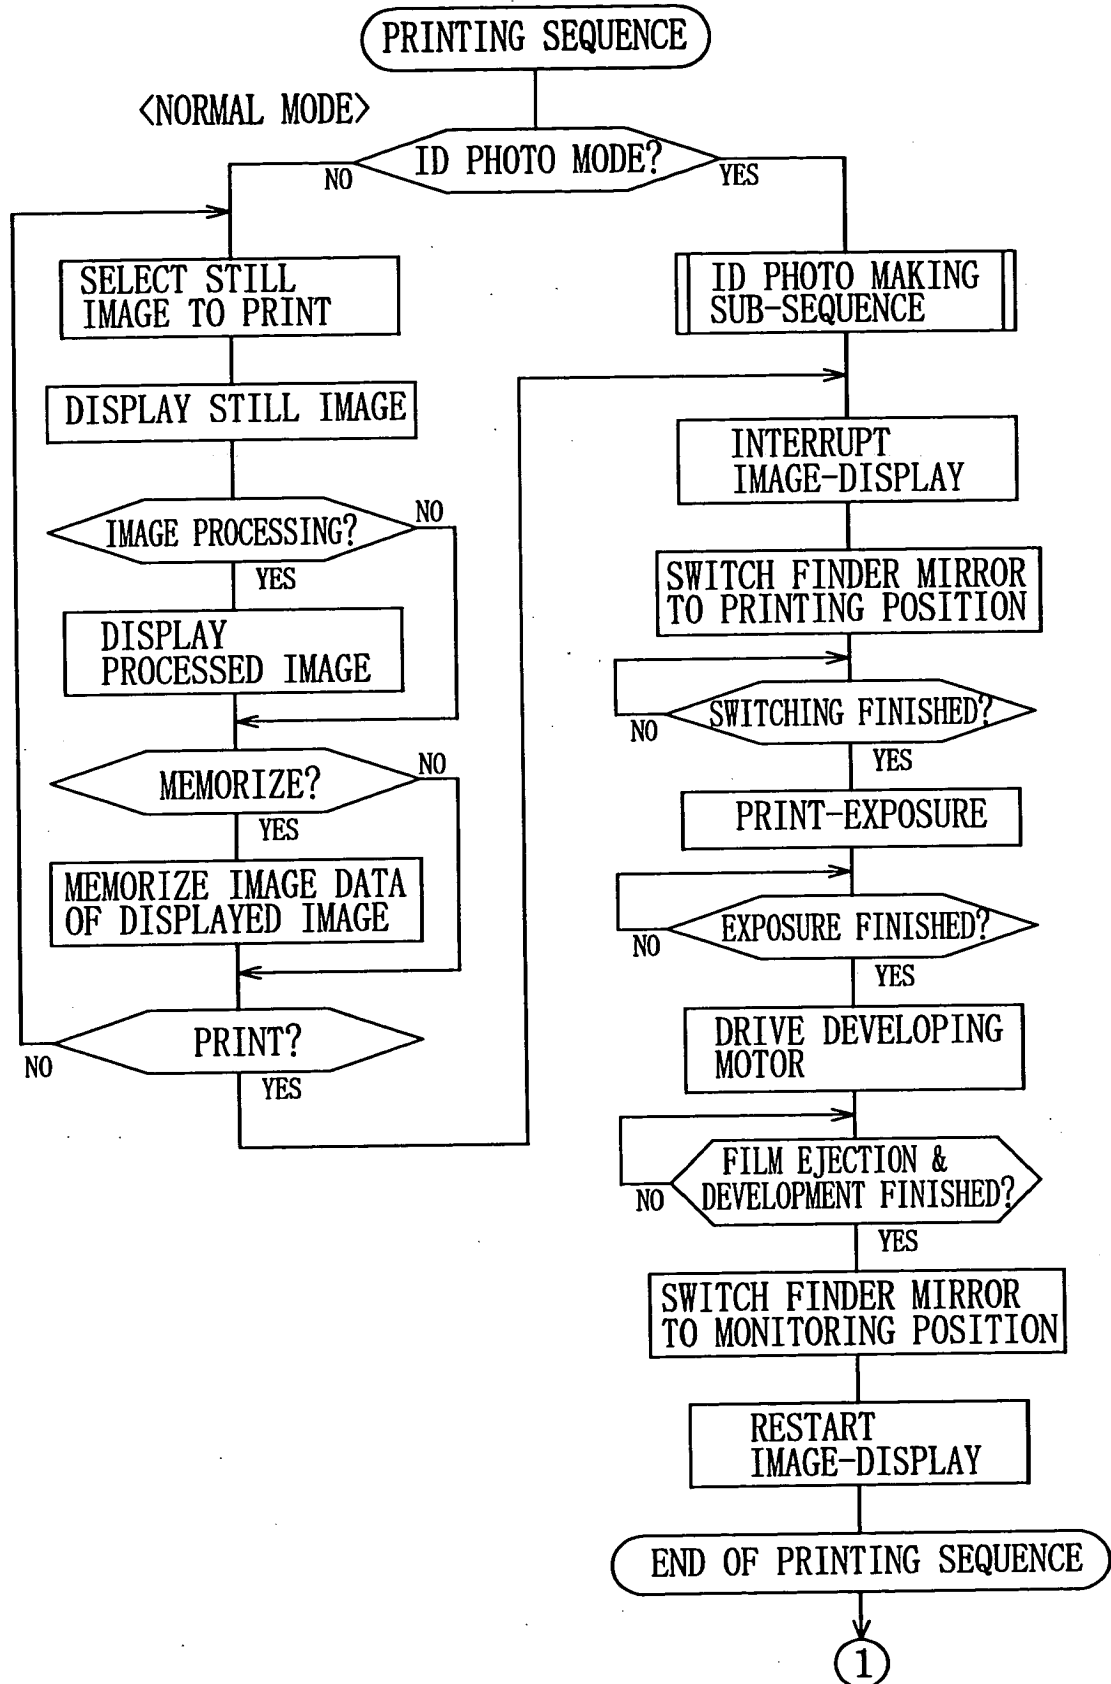 PRINTING SEQUENCE
<NORMAL MODE>
ID PHOTO MODE?
NO
YES
SELECT STILL
IMAGE TO PRINT
DISPLAY STILL IMAGE
IMAGE PROCESSING?
NO
YES
DISPLAY
PROCESSED IMAGE
MEMORIZE?
NO
YES
MEMORIZE IMAGE DATA
OF DISPLAYED IMAGE
PRINT?
NO
YES
ID PHOTO MAKING
SUB-SEQUENCE
INTERRUPT
IMAGE-DISPLAY
SWITCH FINDER MIRROR
TO PRINTING POSITION
SWITCHING FINISHED?
NO
YES
PRINT-EXPOSURE
EXPOSURE FINISHED?
NO
YES
DRIVE DEVELOPING
MOTOR
FILM EJECTION &
DEVELOPMENT FINISHED?
NO
YES
SWITCH FINDER MIRROR
TO MONITORING POSITION
RESTART
IMAGE-DISPLAY
END OF PRINTING SEQUENCE
1